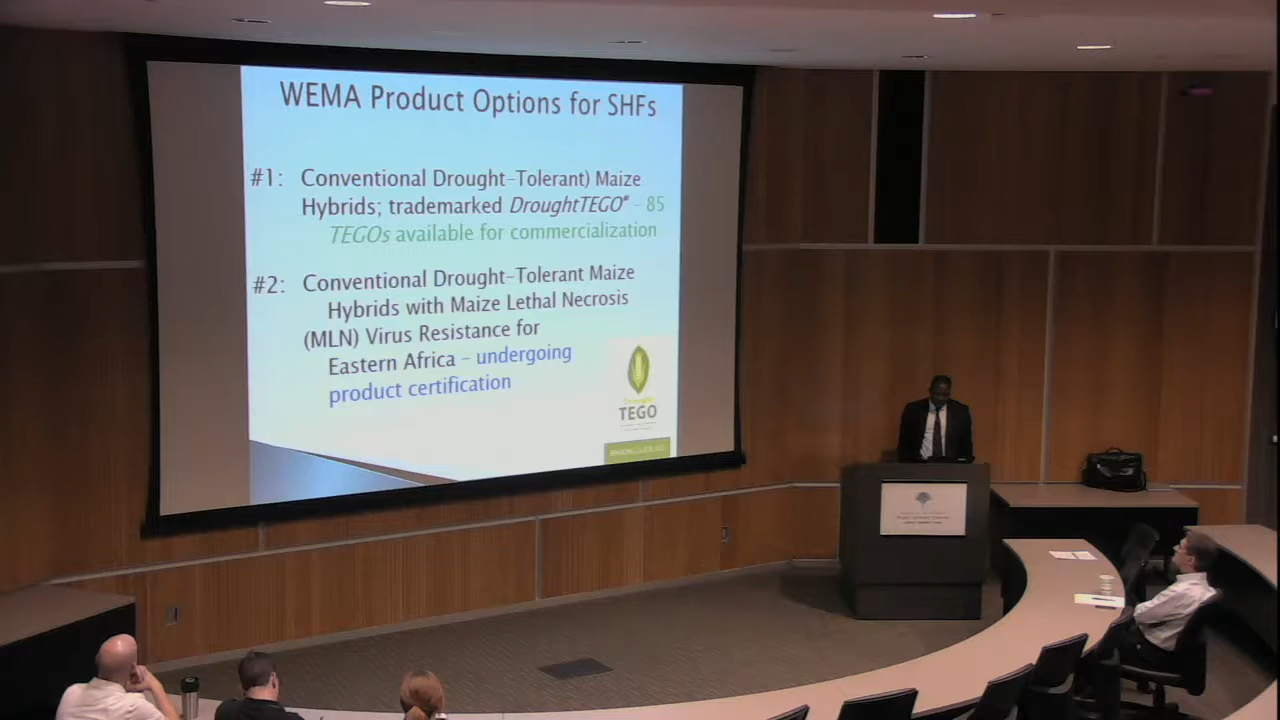 WEMA Product Options for SHFs
#1: Conventional Drought-Tolerant) Maize
Hybrids; trademarked DroughtTEGO® - 85
TEGOs available for commercialization
#2: Conventional Drought-Tolerant Maize
Hybrids with Maize Lethal Necrosis
(MLN) Virus Resistance for
Eastern Africa - undergoing
product certification
Drought
TEGO